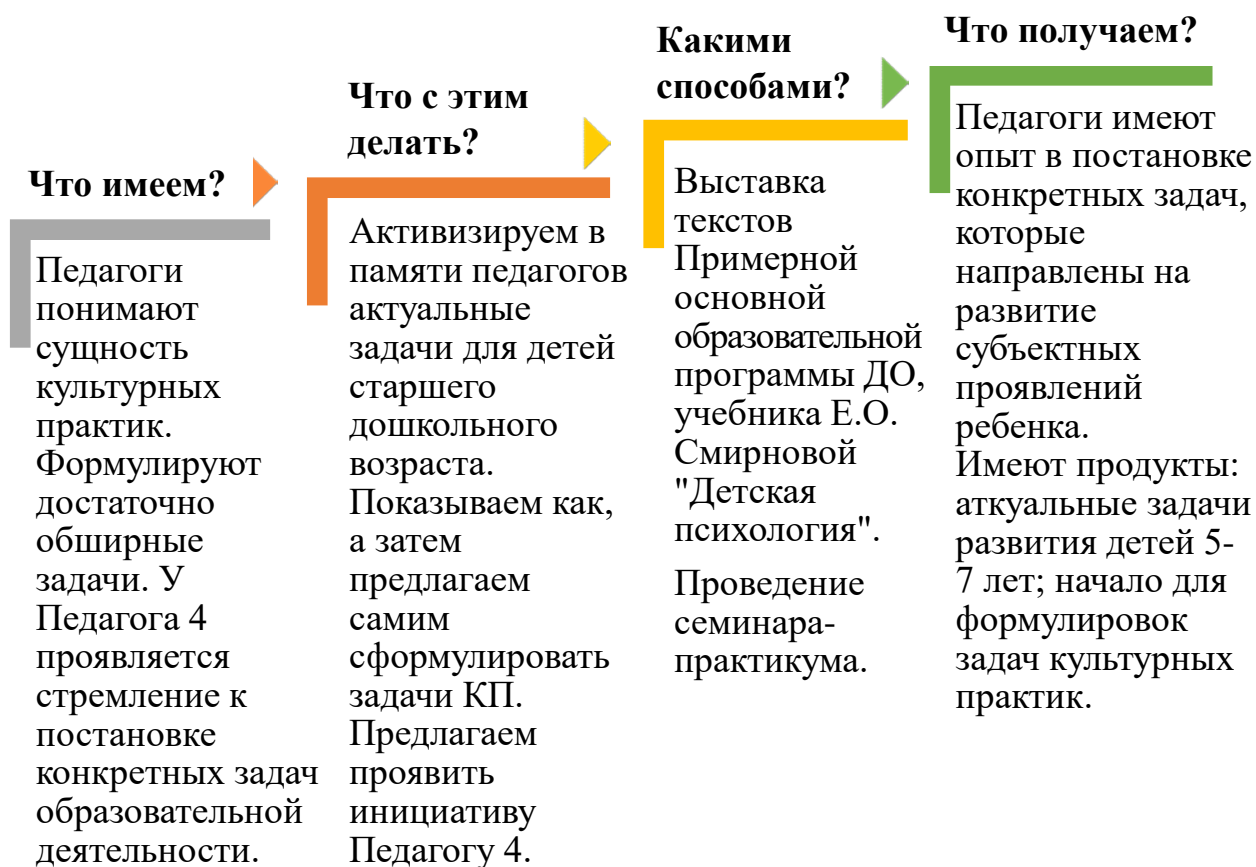 Что имеем?
Педагоги
понимают
сущность
культурных
практик.
Формулируют
достаточно
обширные
задачи. У
Педагога 4
проявляется
стремление к
постановке
конкретных задач
образовательной
деятельности.
Что с этим
делать?
Активизируем в
памяти педагогов
актуальные
задачи для детей
старшего
дошкольного
возраста.
Показываем как,
а затем
предлагаем
самим
сформулировать
задачи КП.
Предлагаем
проявить
инициативу
Педагогу 4.
Какими
способами?
Выставка
текстов
Примерной
основной
образовательной
программы ДО,
учебника Е.О.
Смирновой
"Детская
психология".
Проведение
семинара-
практикума.
Что получаем?
Педагоги имеют
опыт в постановке
конкретных задач,
которые
направлены на
развитие
субъектных
проявлений
ребенка.
Имеют продукты:
аткуальные задачи
развития детей 5-
7 лет; начало для
формулировок
задач культурных
практик.